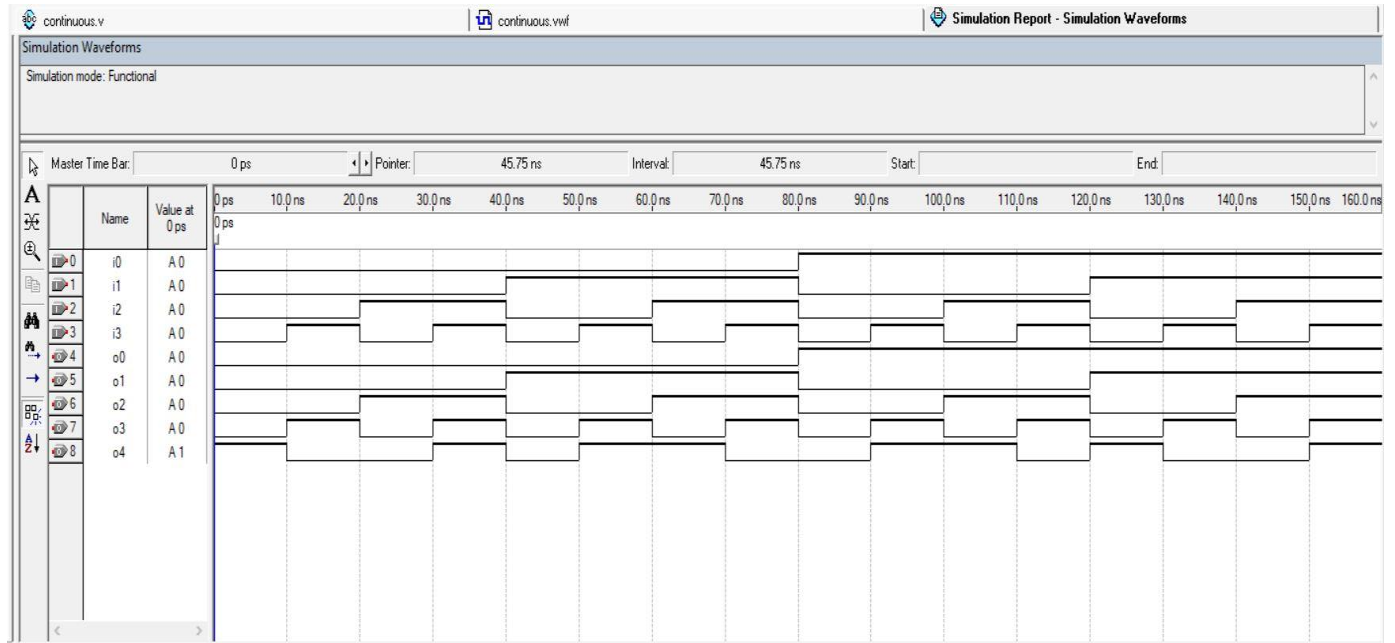 continuous.v continuous.vwf Simulation Report - Simulation Waveforms
Simulation Waveforms
Simulation mode: Functional
Master Time Bar: 0 ps Pointer: 45.75 ns Interval: 45.75 ns Start: End:
Name Value at 0 ps
0 ps 10.0 ns 20.0 ns 30.0 ns 40.0 ns 50.0 ns 60.0 ns 70.0 ns 80.0 ns 90.0 ns 100.0 ns 110.0 ns 120.0 ns 130.0 ns 140.0 ns 150.0 ns 160.0 ns
0 ps
0 i0 A 0
1 i1 A 0
2 i2 A 0
3 i3 A 0
4 o0 A 0
5 o1 A 0
6 o2 A 0
7 o3 A 0
8 o4 A 1